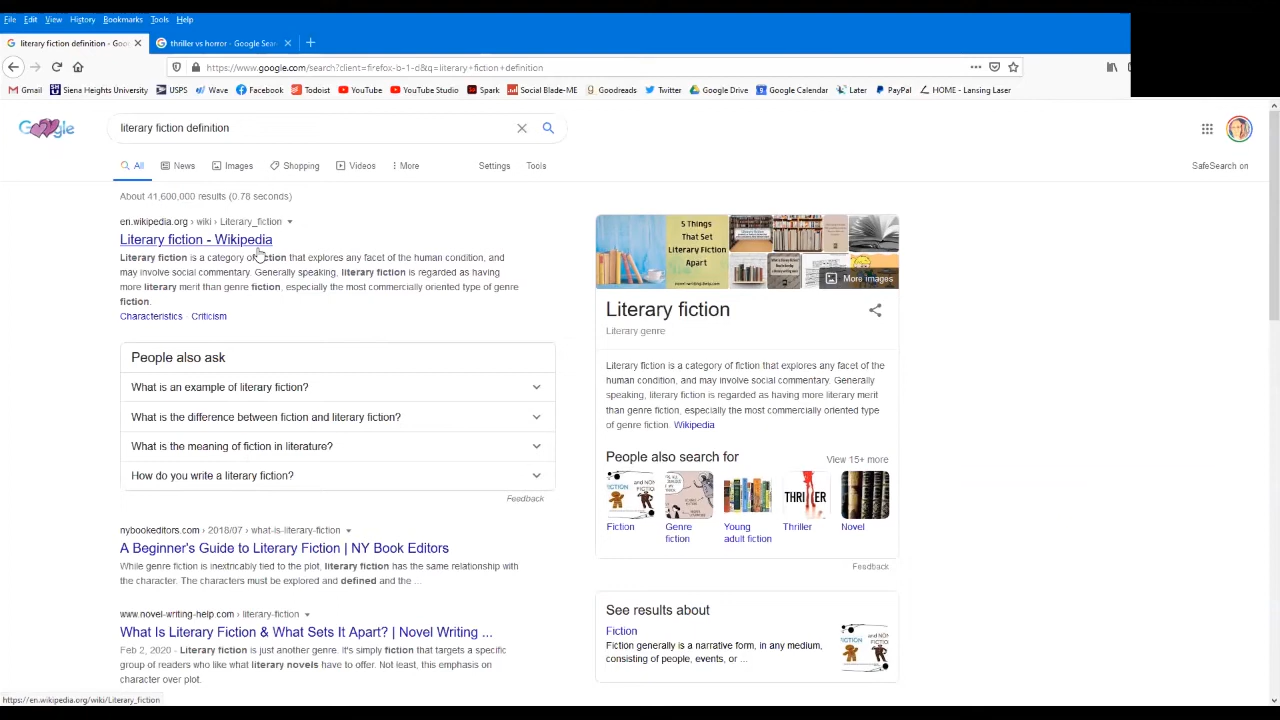 File Edit View History Bookmarks Tools Help
literary fiction definition - Goo
thriller vs horror - Google Sear
https://www.google.com/search?client=firefox-b-1-d&q=literary+fiction+definition
Gmail Siena Heights University USPS Wave Facebook Todoist YouTube YouTube Studio Spark Social Blade-ME Goodreads Twitter Google Drive Google Calendar Later PayPal HOME - Lansing Laser
literary fiction definition
All News Images Shopping Videos More Settings Tools
SafeSearch on
About 41,600,000 results (0.78 seconds)
en.wikipedia.org › wiki › Literary_fiction
Literary fiction - Wikipedia
Literary fiction is a category of fiction that explores any facet of the human condition, and
may involve social commentary. Generally speaking, literary fiction is regarded as having
more literary merit than genre fiction, especially the most commercially oriented type of genre
fiction.
Characteristics · Criticism
People also ask
What is an example of literary fiction?
What is the difference between fiction and literary fiction?
What is the meaning of fiction in literature?
How do you write a literary fiction?
Feedback
nybookeditors.com › 2018/07 › what-is-literary-fiction
A Beginner's Guide to Literary Fiction | NY Book Editors
While genre fiction is inextricably tied to the plot, literary fiction has the same relationship with
the character. The characters must be explored and defined and the ...
www.novel-writing-help.com › literary-fiction
What Is Literary Fiction & What Sets It Apart? | Novel Writing ...
Feb 2, 2020 - Literary fiction is just another genre. It's simply fiction that targets a specific
group of readers who like what literary novels have to offer. Not least, this emphasis on
character over plot.
https://en.wikipedia.org/wiki/Literary_fiction
5 Things
That Set
Literary Fiction
Apart
More images
Literary fiction
Literary genre
Literary fiction is a category of fiction that explores any facet of the
human condition, and may involve social commentary. Generally
speaking, literary fiction is regarded as having more literary merit
than genre fiction, especially the most commercially oriented type
of genre fiction. Wikipedia
People also search for
View 15+ more
THRILLER
Fiction
Genre
fiction
Young
adult fiction
Thriller
Novel
Feedback
See results about
Fiction
Fiction generally is a narrative form, in any medium,
consisting of people, events, or ...